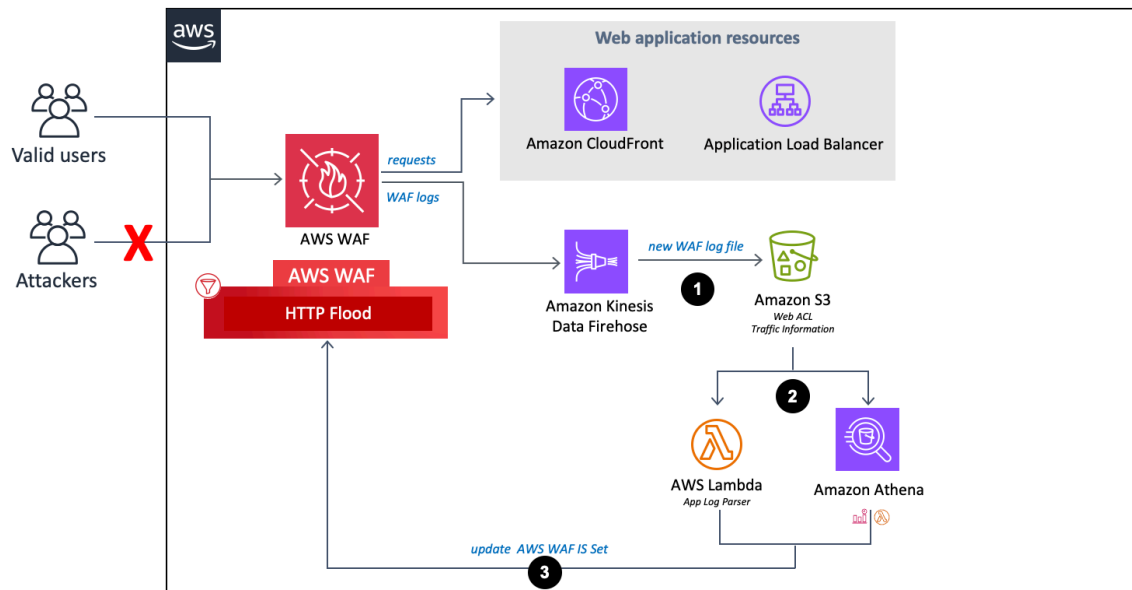 aws
Web application resources
Amazon CloudFront
Application Load Balancer
Valid users
requests
WAF logs
AWS WAF
X
Attackers
AWS WAF
HTTP Flood
new WAF log file
1
Amazon Kinesis
Data Firehose
Amazon S3
Web ACL
Traffic Information
2
AWS Lambda
App Log Parser
Amazon Athena
update AWS WAF IS Set
3